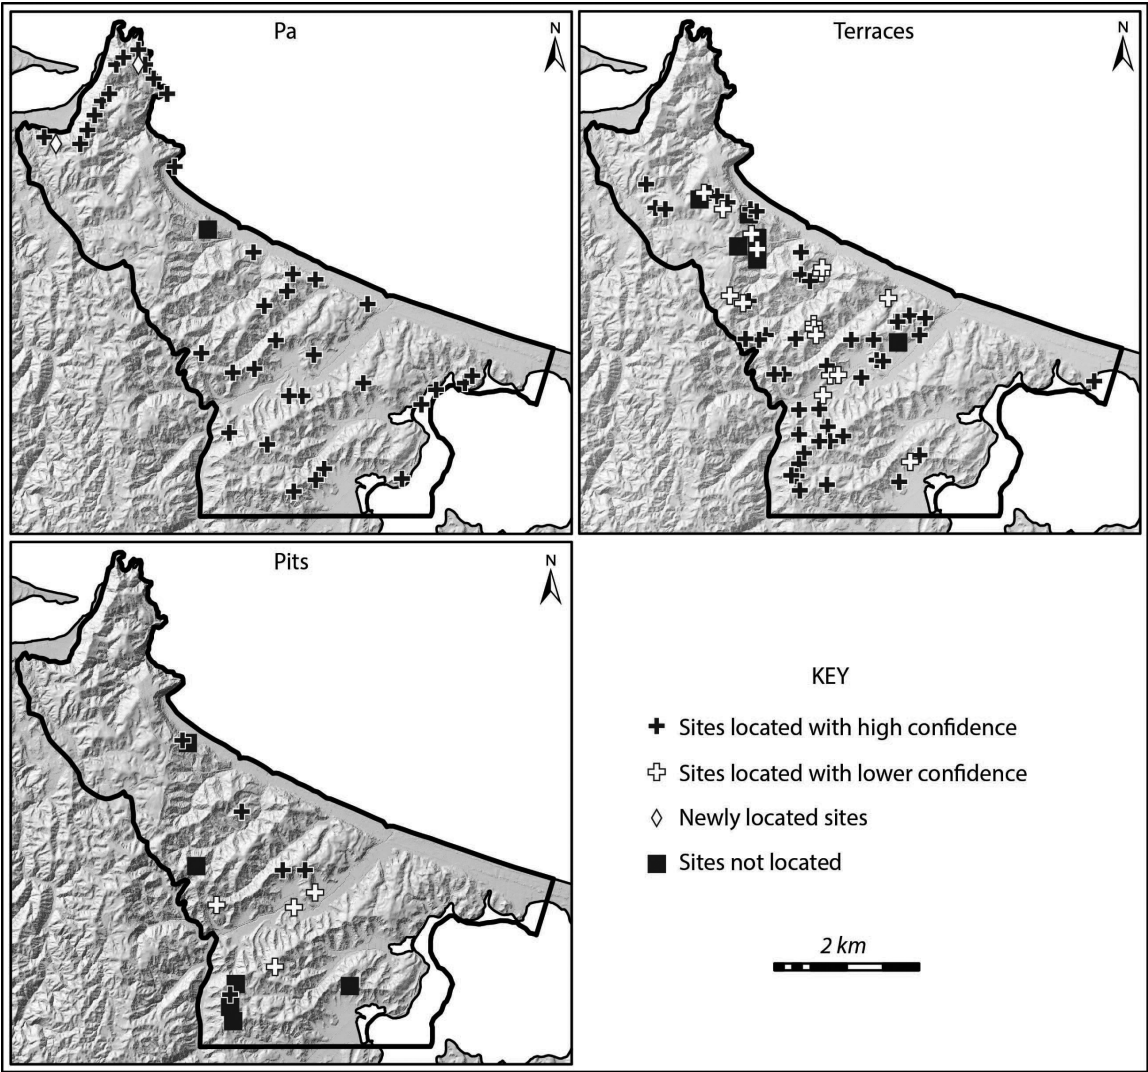 Pa
N
Terraces
N
Pits
N
KEY
Sites located with high confidence
Sites located with lower confidence
Newly located sites
Sites not located
2 km